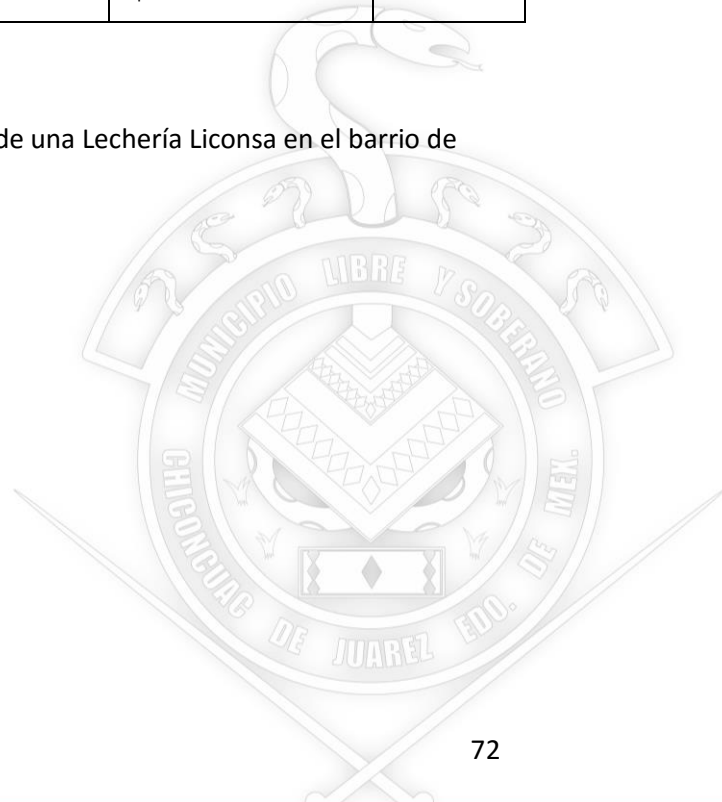 de una Lechería Liconsa en el barrio de
MUNICIPIO LIBRE Y SOBERANO
CHICONCUAC DE JUAREZ EDO. DE MEX.
72